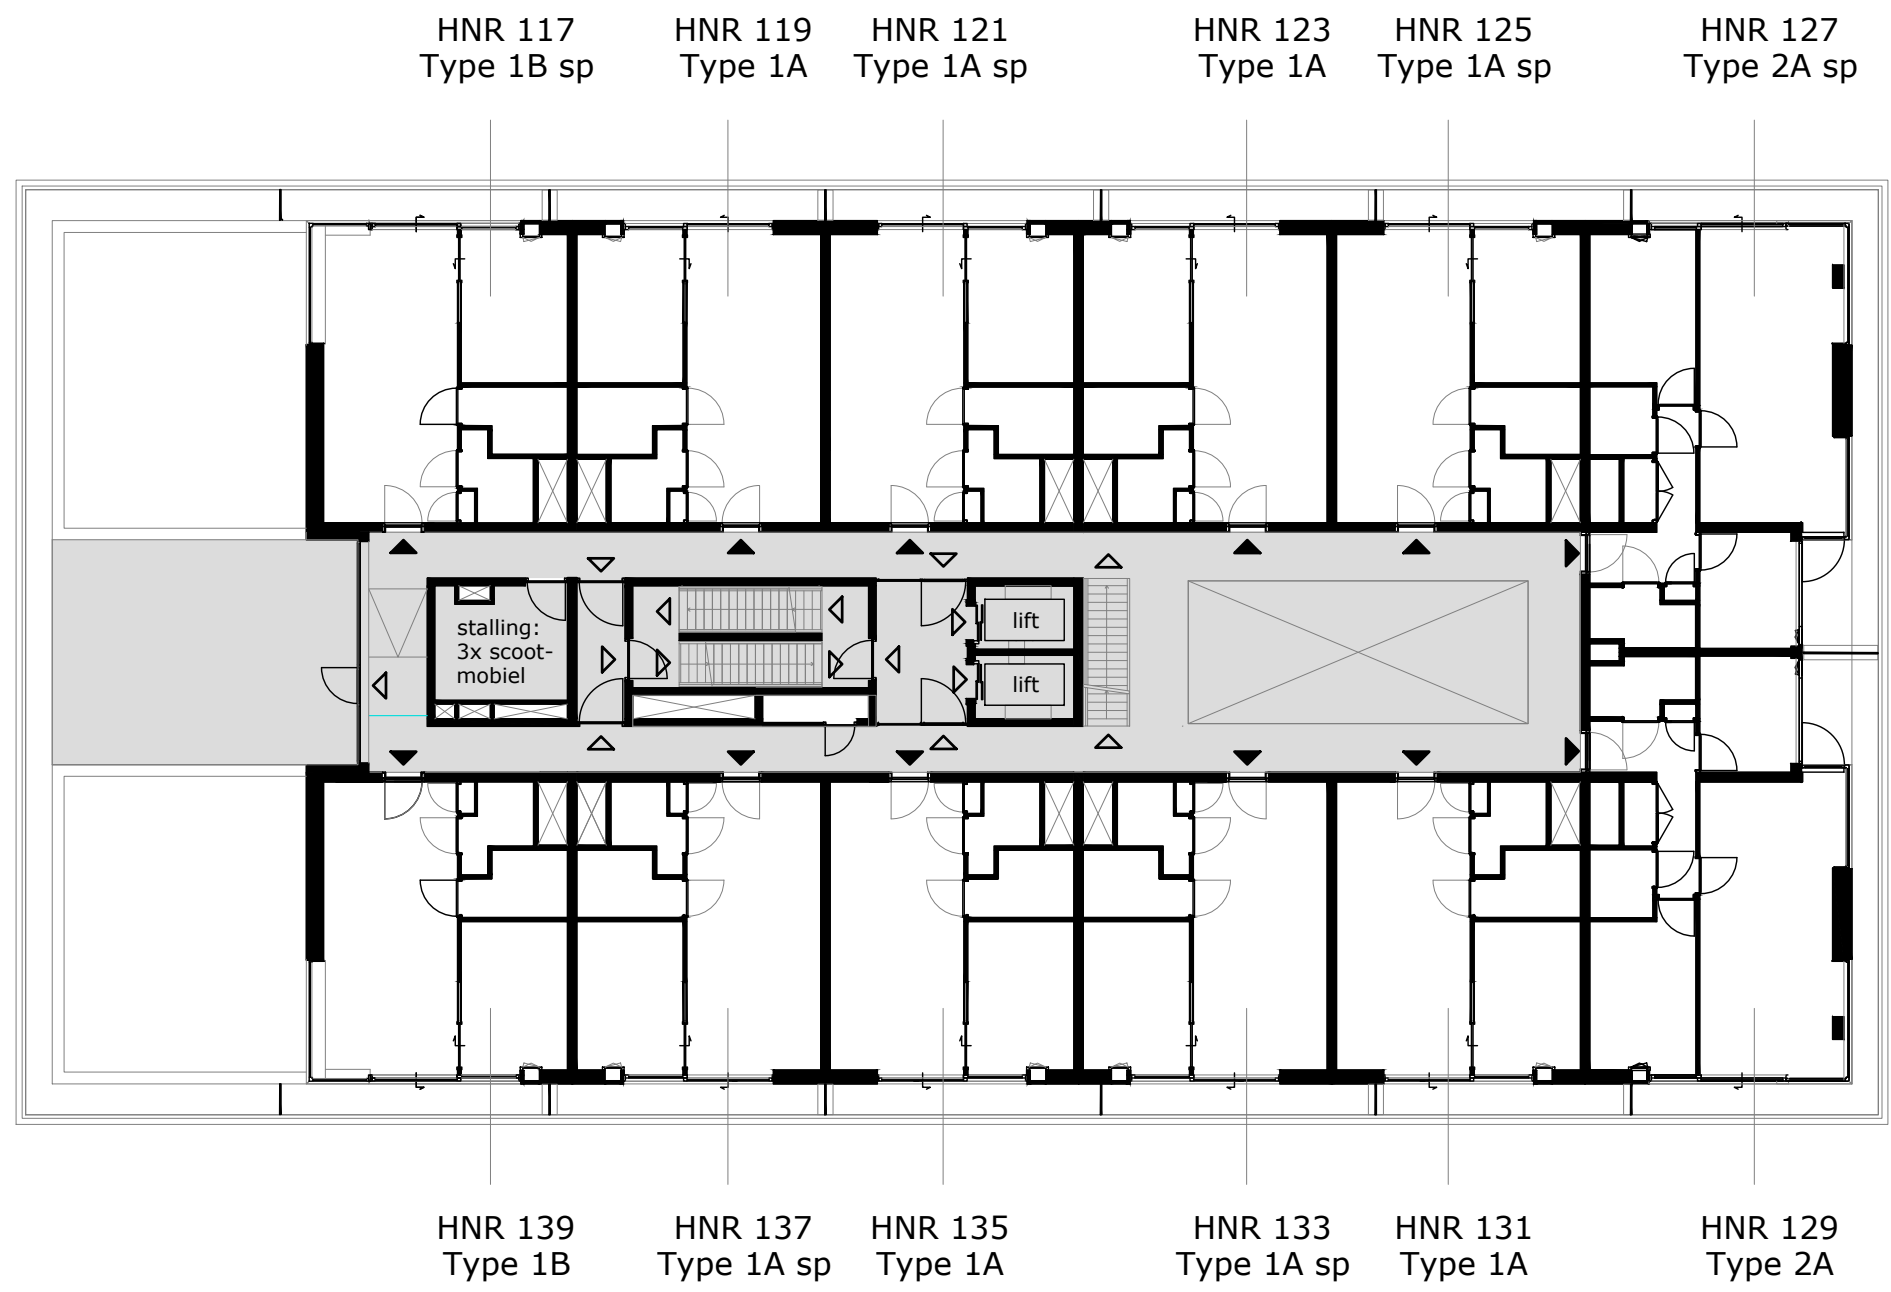 HNR 117
Type 1B sp
HNR 119
Type 1A
HNR 121
Type 1A sp
HNR 123
Type 1A
HNR 125
Type 1A sp
HNR 127
Type 2A sp
stalling:
3x scoot-
mobiel
lift
lift
HNR 139
Type 1B
HNR 137
Type 1A sp
HNR 135
Type 1A
HNR 133
Type 1A sp
HNR 131
Type 1A
HNR 129
Type 2A